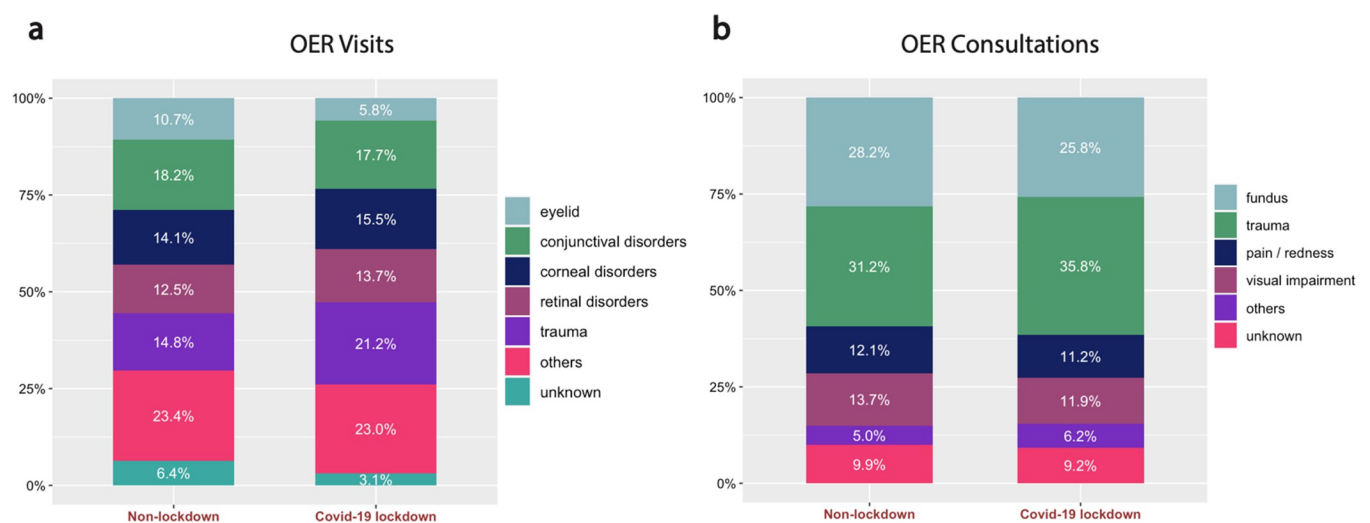 a
OER Visits
100%
75%
50%
25%
0%
10.7%
18.2%
14.1%
12.5%
14.8%
23.4%
6.4%
5.8%
17.7%
15.5%
13.7%
21.2%
23.0%
3.1%
Non-lockdown
Covid-19 lockdown
eyelid
conjunctival disorders
corneal disorders
retinal disorders
trauma
others
unknown
b
OER Consultations
100%
75%
50%
25%
0%
28.2%
31.2%
12.1%
13.7%
5.0%
9.9%
25.8%
35.8%
11.2%
11.9%
6.2%
9.2%
Non-lockdown
Covid-19 lockdown
fundus
trauma
pain / redness
visual impairment
others
unknown